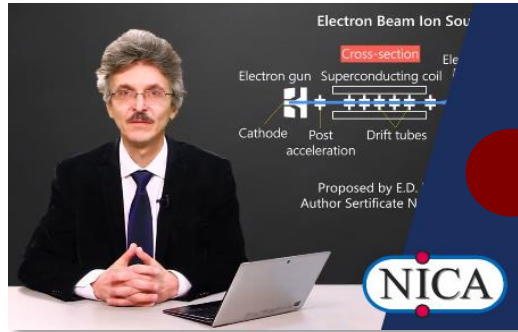 Electron Beam Ion Sou
Cross-section
Ele
Electron gun Superconducting coil
Cathode Post acceleration Drift tubes
Proposed by E.D.
Author Sertificate N
NICA